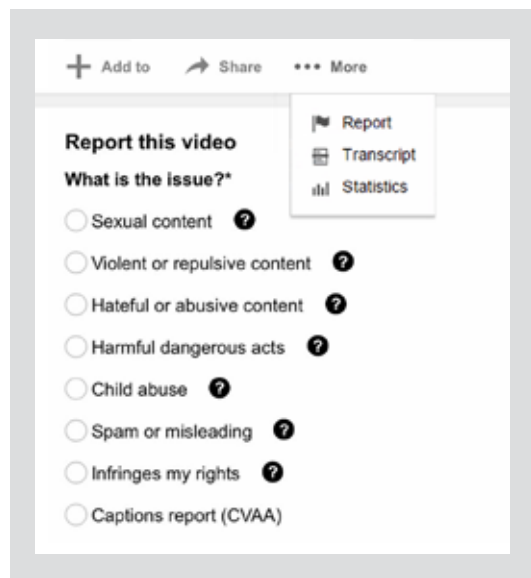 Add to Share ••• More
Report
Transcript
Statistics
Report this video
What is the issue?*
Sexual content ?
Violent or repulsive content ?
Hateful or abusive content ?
Harmful dangerous acts ?
Child abuse ?
Spam or misleading ?
Infringes my rights ?
Captions report (CVAA)